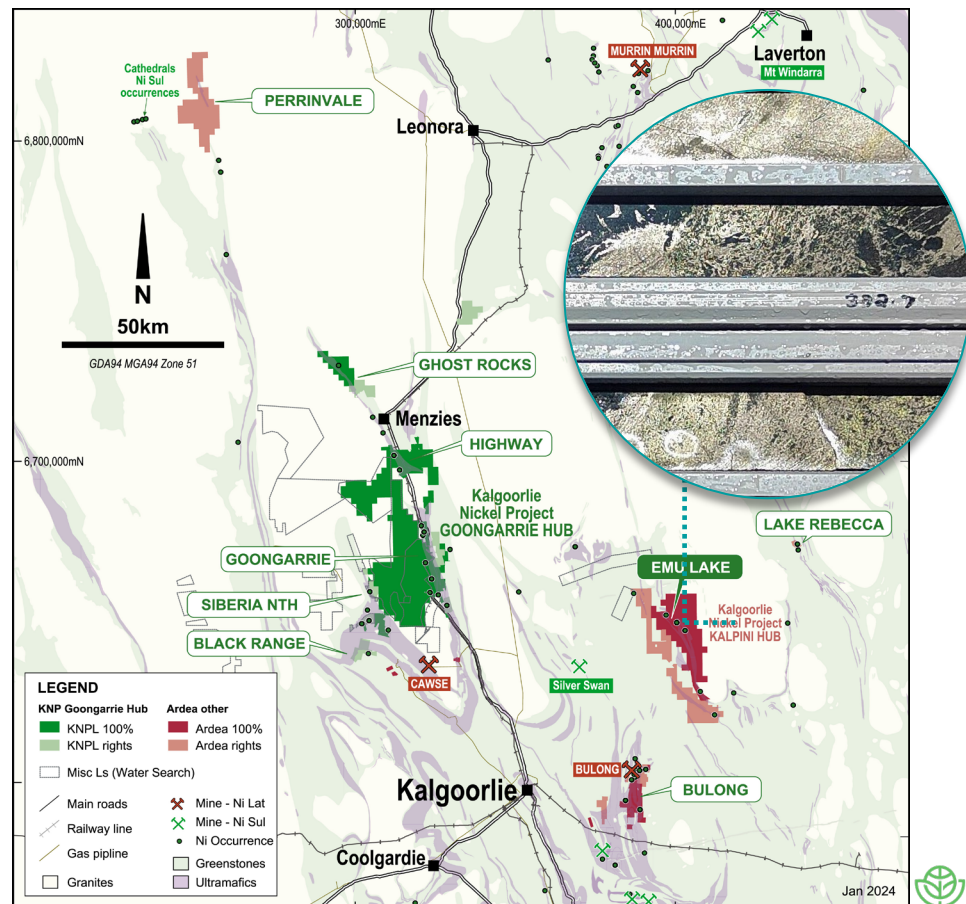 300,000mE
400,000mE
MURRIN MURRIN
Laverton
Mt Windarra
Cathedrals
Ni Sul
occurrences
PERRINVALE
Leonora
6,800,000mN
N
50km
GDA94 MGA94 Zone 51
GHOST ROCKS
Menzies
HIGHWAY
6,700,000mN
Kalgoorlie
Nickel Project
GOONGARRIE HUB
LAKE REBECCA
GOONGARRIE
EMU LAKE
SIBERIA NTH
Kalgoorlie
Nickel Project
KALPINI HUB
BLACK RANGE
CAWSE
Silver Swan
LEGEND
KNP Goongarrie Hub
Ardea other
KNPL 100%
Ardea 100%
KNPL rights
Ardea rights
Misc Ls (Water Search)
Main roads
Mine - Ni Lat
Railway line
Mine - Ni Sul
Gas pipline
Ni Occurrence
Greenstones
Granites
Ultramafics
BULONG
BULONG
Kalgoorlie
Coolgardie
Jan 2024